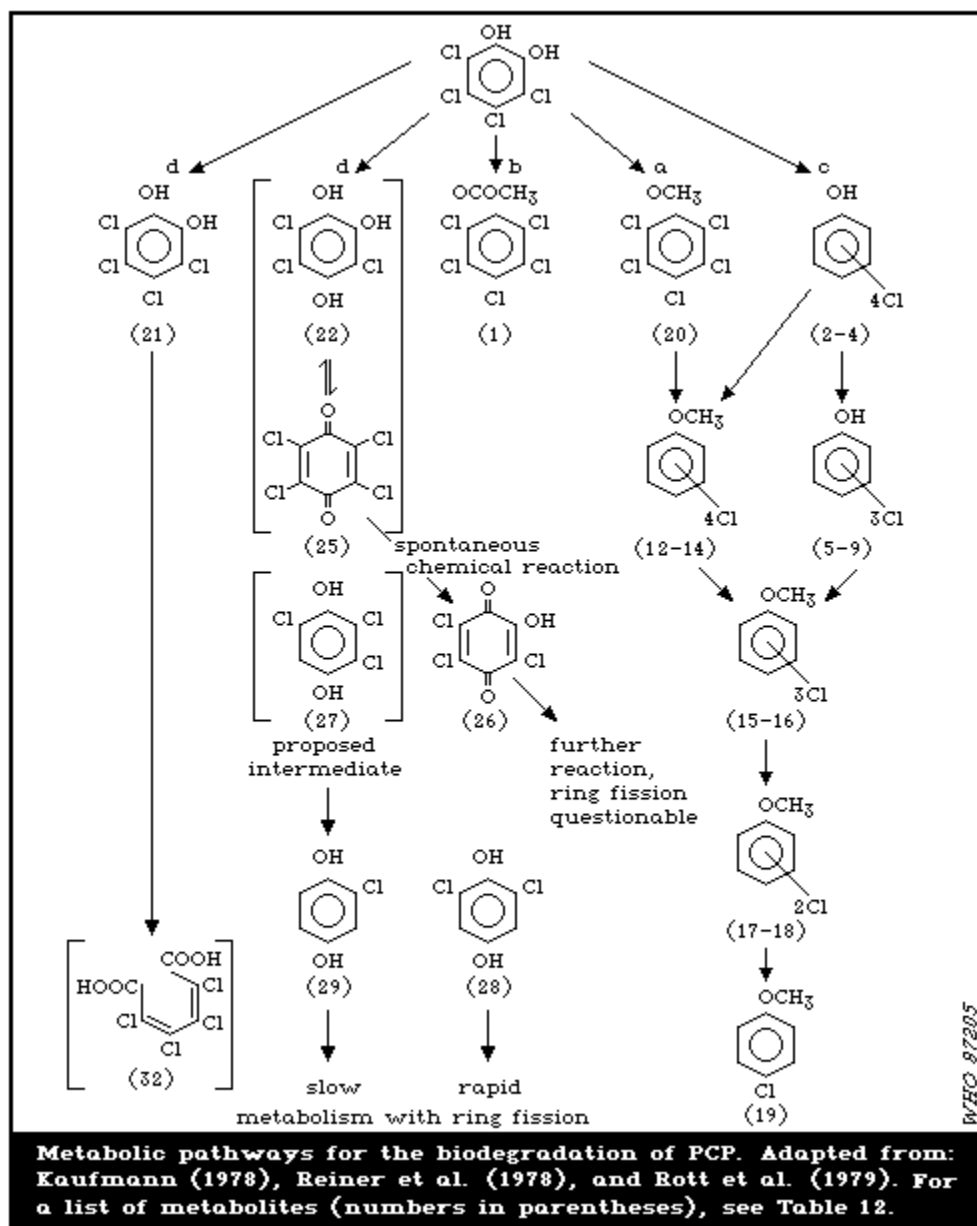 OH
Cl OH
Cl Cl
Cl
d d b a c
OH OH OCOCH3 OCH3 OH
Cl OH Cl OH Cl Cl Cl Cl
Cl Cl Cl Cl Cl Cl Cl Cl
Cl OH Cl Cl 4Cl
(21) (22) (1) (20) (2-4)
O OCH3 OH
Cl Cl
Cl Cl
O 4Cl 3Cl
(25) (12-14) (5-9)
spontaneous
chemical reaction
OH O OCH3
Cl Cl Cl OH
Cl Cl Cl
OH O 3Cl
(27) (26) (15-16)
proposed
intermediate
further
reaction,
ring fission
questionable
OH OH OCH3
Cl Cl Cl
OH OH 2Cl
(29) (28) (17-18)
COOH
HOOC Cl
Cl Cl
Cl
(32)
OCH3
Cl
(19)
slow rapid
metabolism with ring fission
WHO 87205
Metabolic pathways for the biodegradation of PCP. Adapted from:
Kaufmann (1978), Reiner et al. (1978), and Rott et al. (1979). For
a list of metabolites (numbers in parentheses), see Table 12.